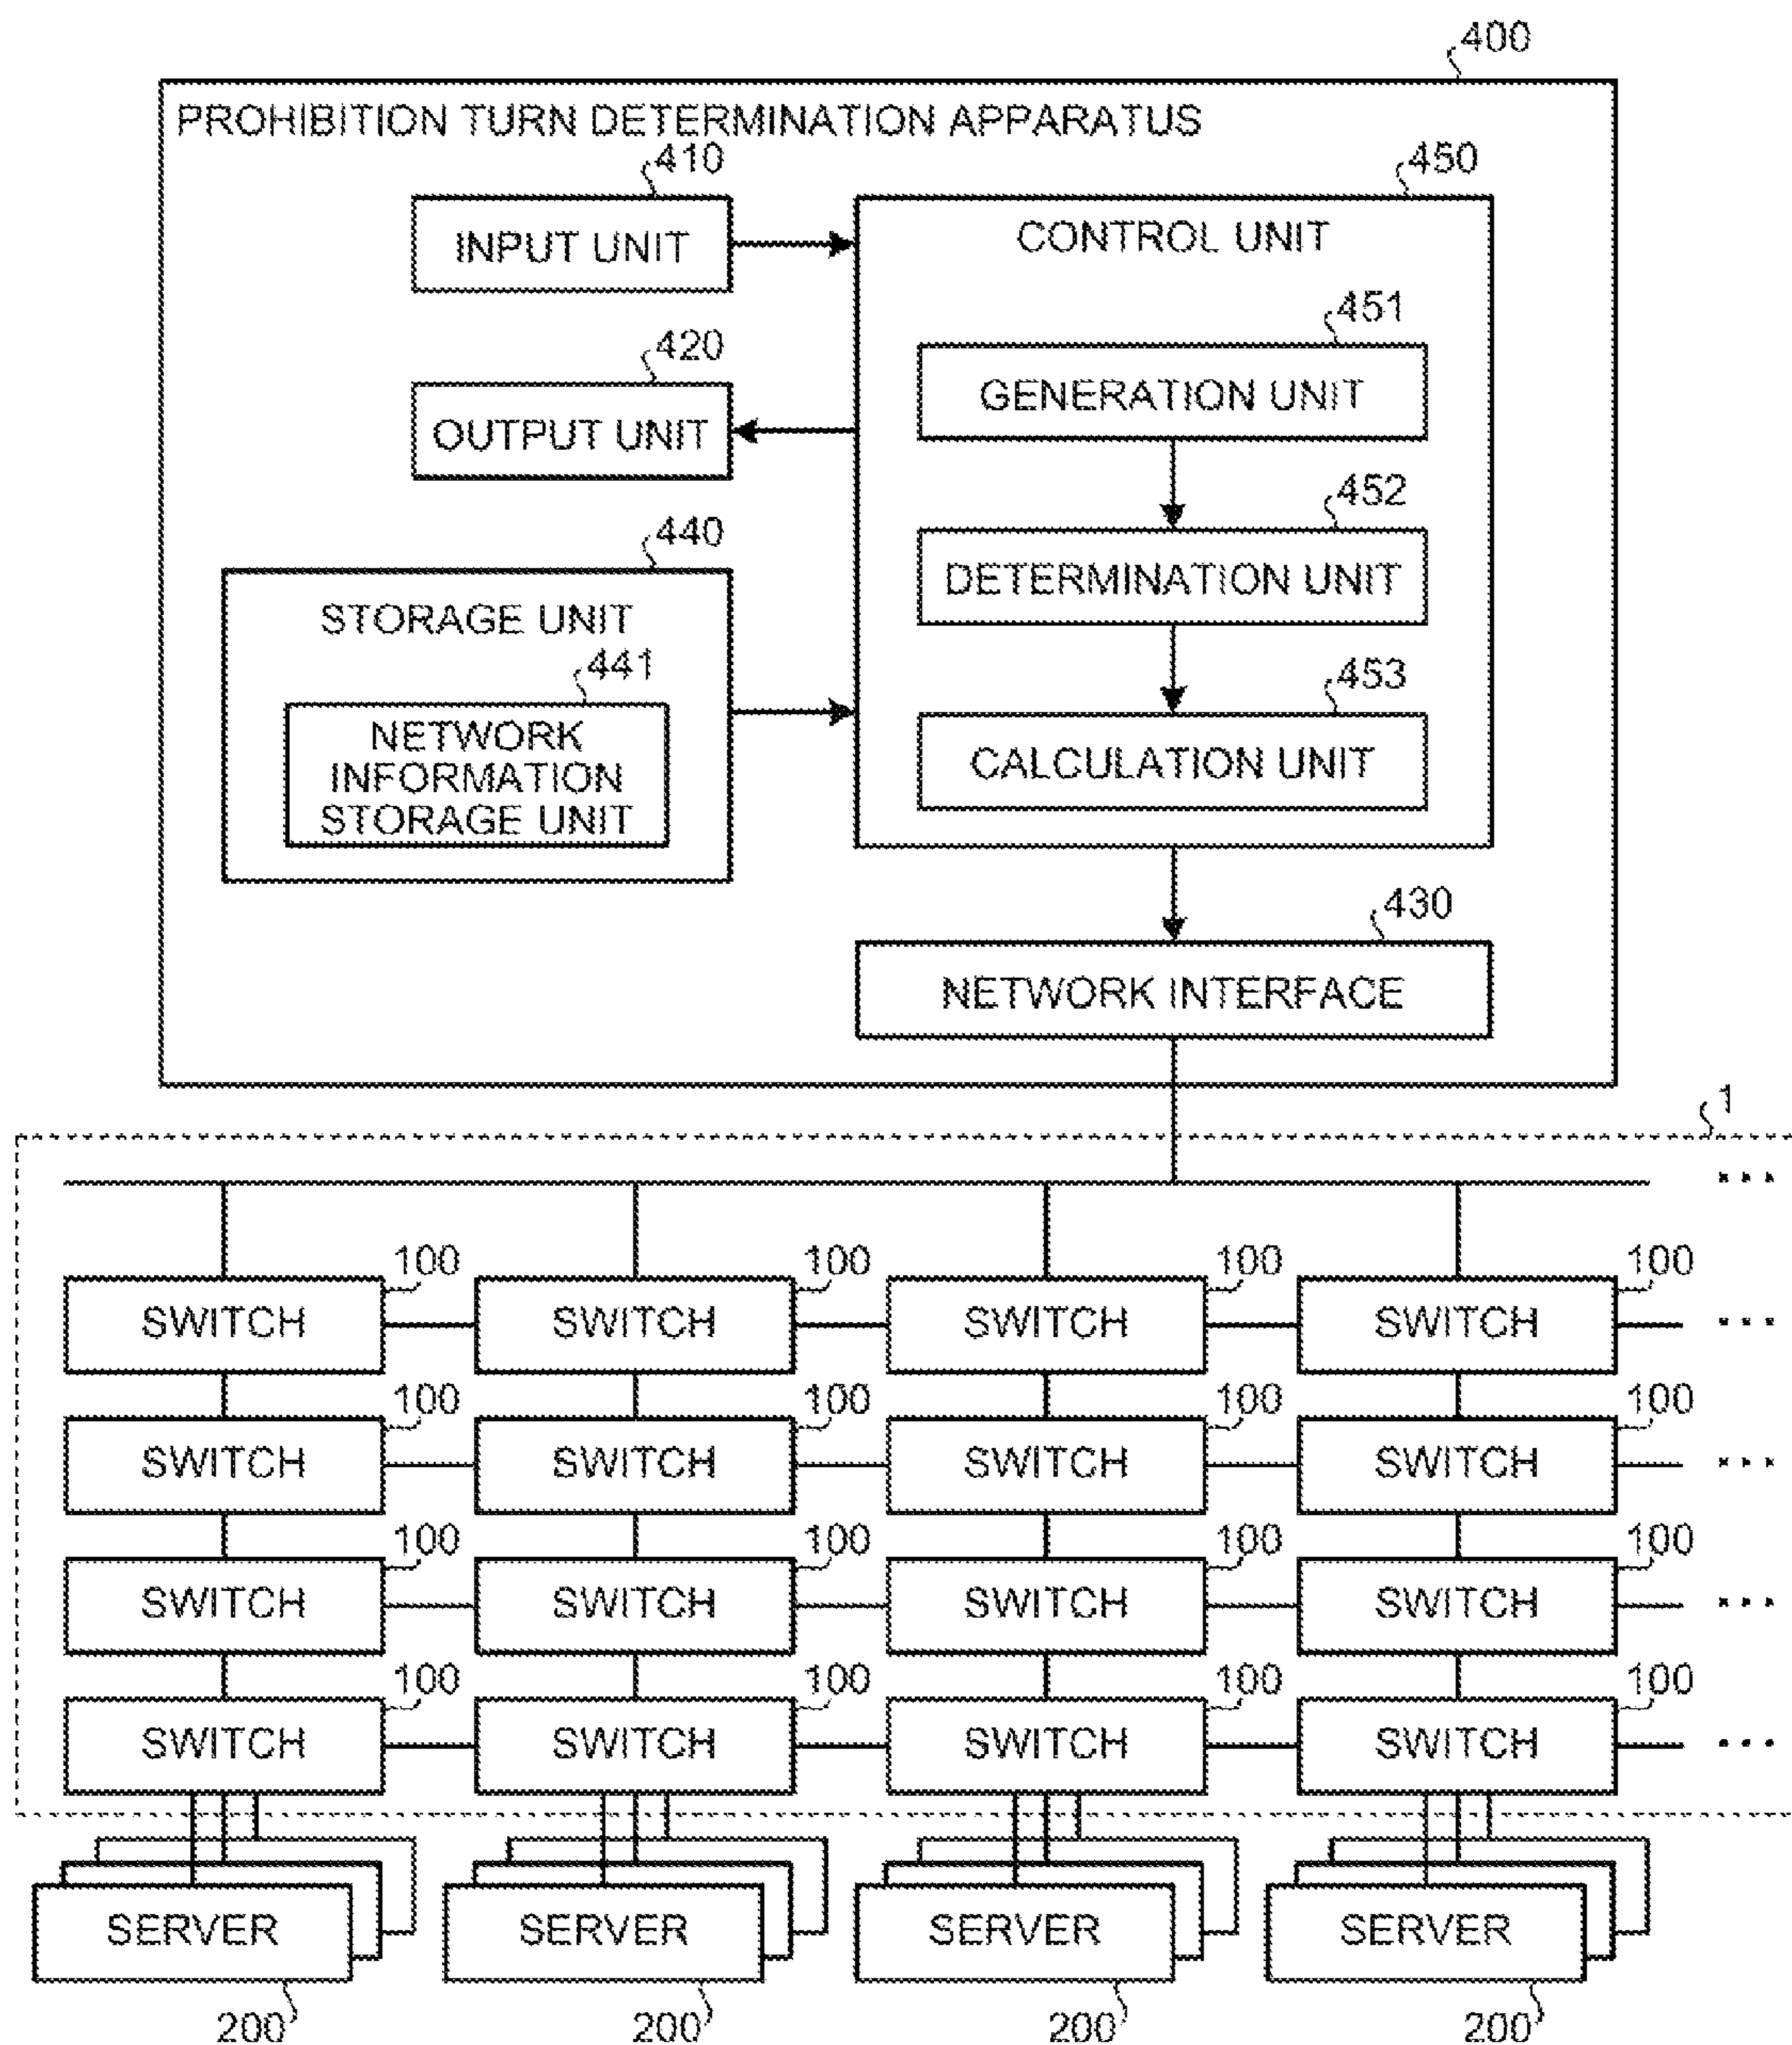 400
PROHIBITION TURN DETERMINATION APPARATUS
410
450
INPUT UNIT
CONTROL UNIT
420
451
OUTPUT UNIT
GENERATION UNIT
440
452
STORAGE UNIT
DETERMINATION UNIT
441
453
NETWORK
INFORMATION
STORAGE UNIT
CALCULATION UNIT
430
NETWORK INTERFACE
1
...
100 100 100 100
SWITCH SWITCH SWITCH SWITCH ...
100 100 100 100
SWITCH SWITCH SWITCH SWITCH ...
100 100 100 100
SWITCH SWITCH SWITCH SWITCH ...
100 100 100 100
SWITCH SWITCH SWITCH SWITCH ...
SERVER SERVER SERVER SERVER
200 200 200 200